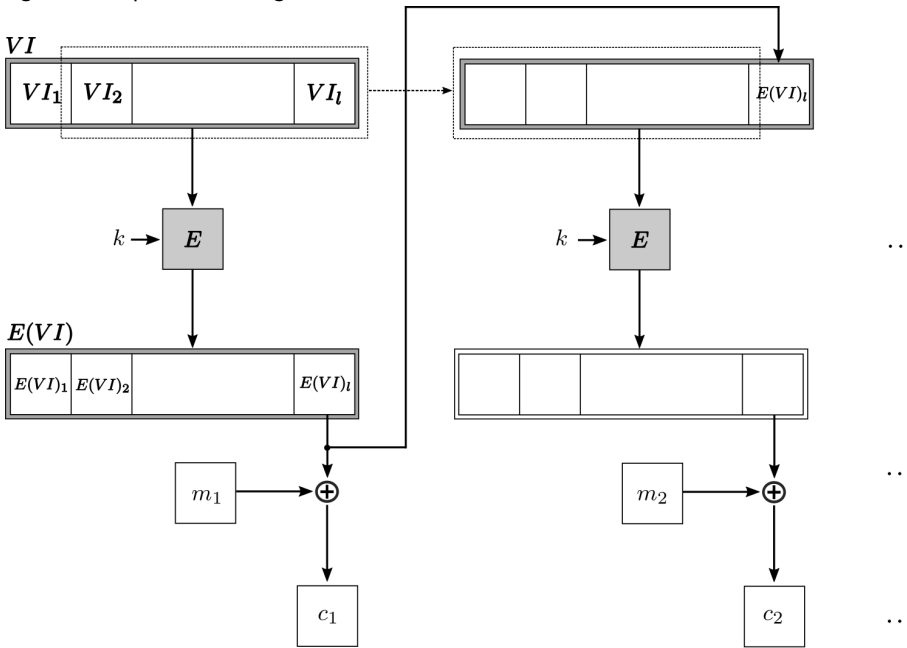 VI
VI₁ VI₂ VIₗ E(VI)ₗ
k E k E ..
E(VI)
E(VI)₁ E(VI)₂ E(VI)ₗ
m₁ ⊕ m₂ ⊕ ..
c₁ c₂ ..